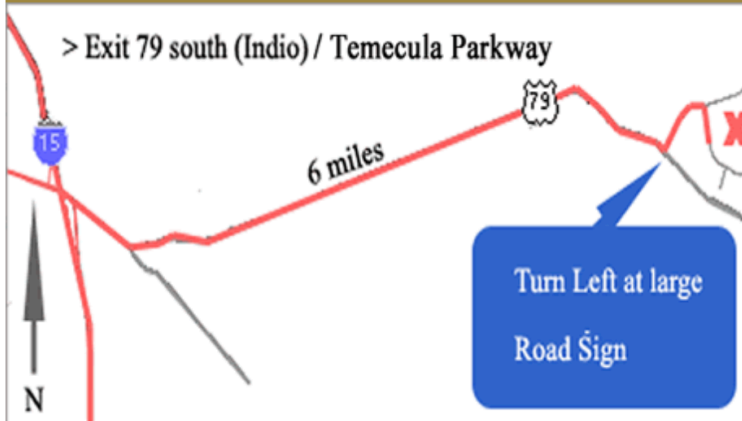 > Exit 79 south (Indio) / Temecula Parkway
79
15
6 miles
X
Turn Left at large
Road Sign
N